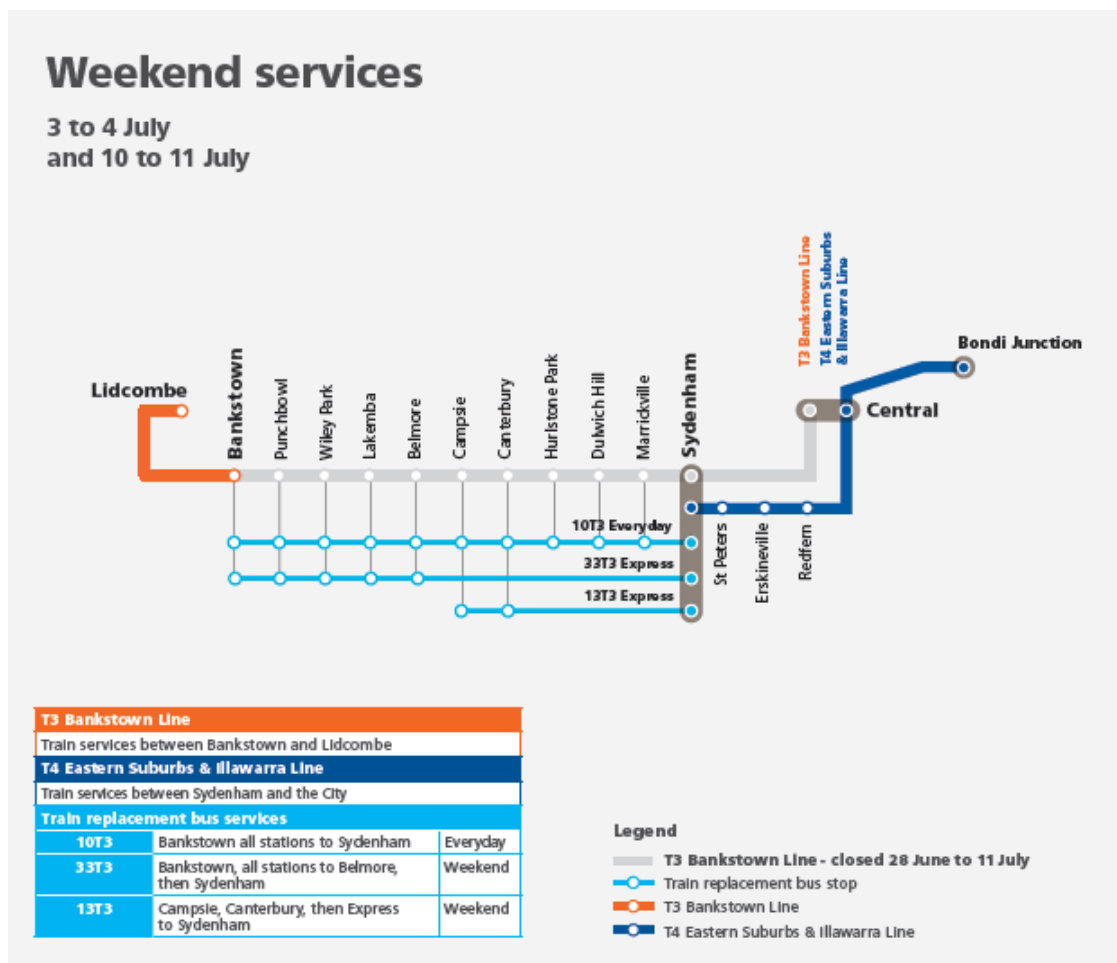 Weekend services
3 to 4 July
and 10 to 11 July
T3 Bankstown Line
T4 Eastern Suburbs
& Illawarra Line
Bondi Junction
Lidcombe
Bankstown
Punchbowl
Wiley Park
Lakemba
Belmore
Campsie
Canterbury
Hurlstone Park
Dulwich Hill
Marrickville
Sydenham
Central
10T3 Everyday
33T3 Express
13T3 Express
St Peters
Erskineville
Redfern
T3 Bankstown Line
Train services between Bankstown and Lidcombe
T4 Eastern Suburbs & Illawarra Line
Train services between Sydenham and the City
Train replacement bus services
10T3 Bankstown all stations to Sydenham Everyday
33T3 Bankstown, all stations to Belmore, Weekend
then Sydenham
13T3 Campsie, Canterbury, then Express Weekend
to Sydenham
Legend
T3 Bankstown Line - closed 28 June to 11 July
Train replacement bus stop
T3 Bankstown Line
T4 Eastern Suburbs & Illawarra Line